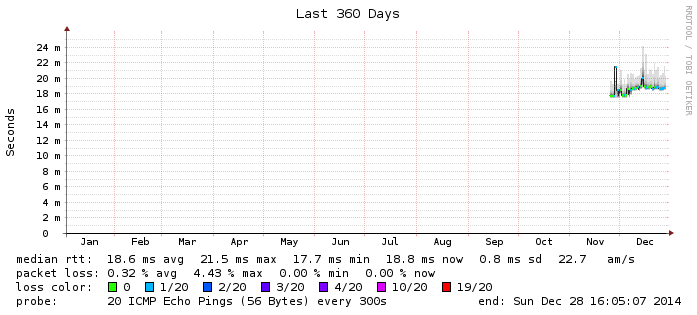 Last 360 Days
RRDTOOL / TOBI OETIKER
Seconds
24 m
22 m
20 m
18 m
16 m
14 m
12 m
10 m
8 m
6 m
4 m
2 m
0
Jan Feb Mar Apr May Jun Jul Aug Sep Oct Nov Dec
median rtt: 18.6 ms avg 21.5 ms max 17.7 ms min 18.8 ms now 0.8 ms sd 22.7 am/s
packet loss: 0.32 % avg 4.43 % max 0.00 % min 0.00 % now
loss color: 0 1/20 2/20 3/20 4/20 10/20 19/20
probe: 20 ICMP Echo Pings (56 Bytes) every 300s end: Sun Dec 28 16:05:07 2014